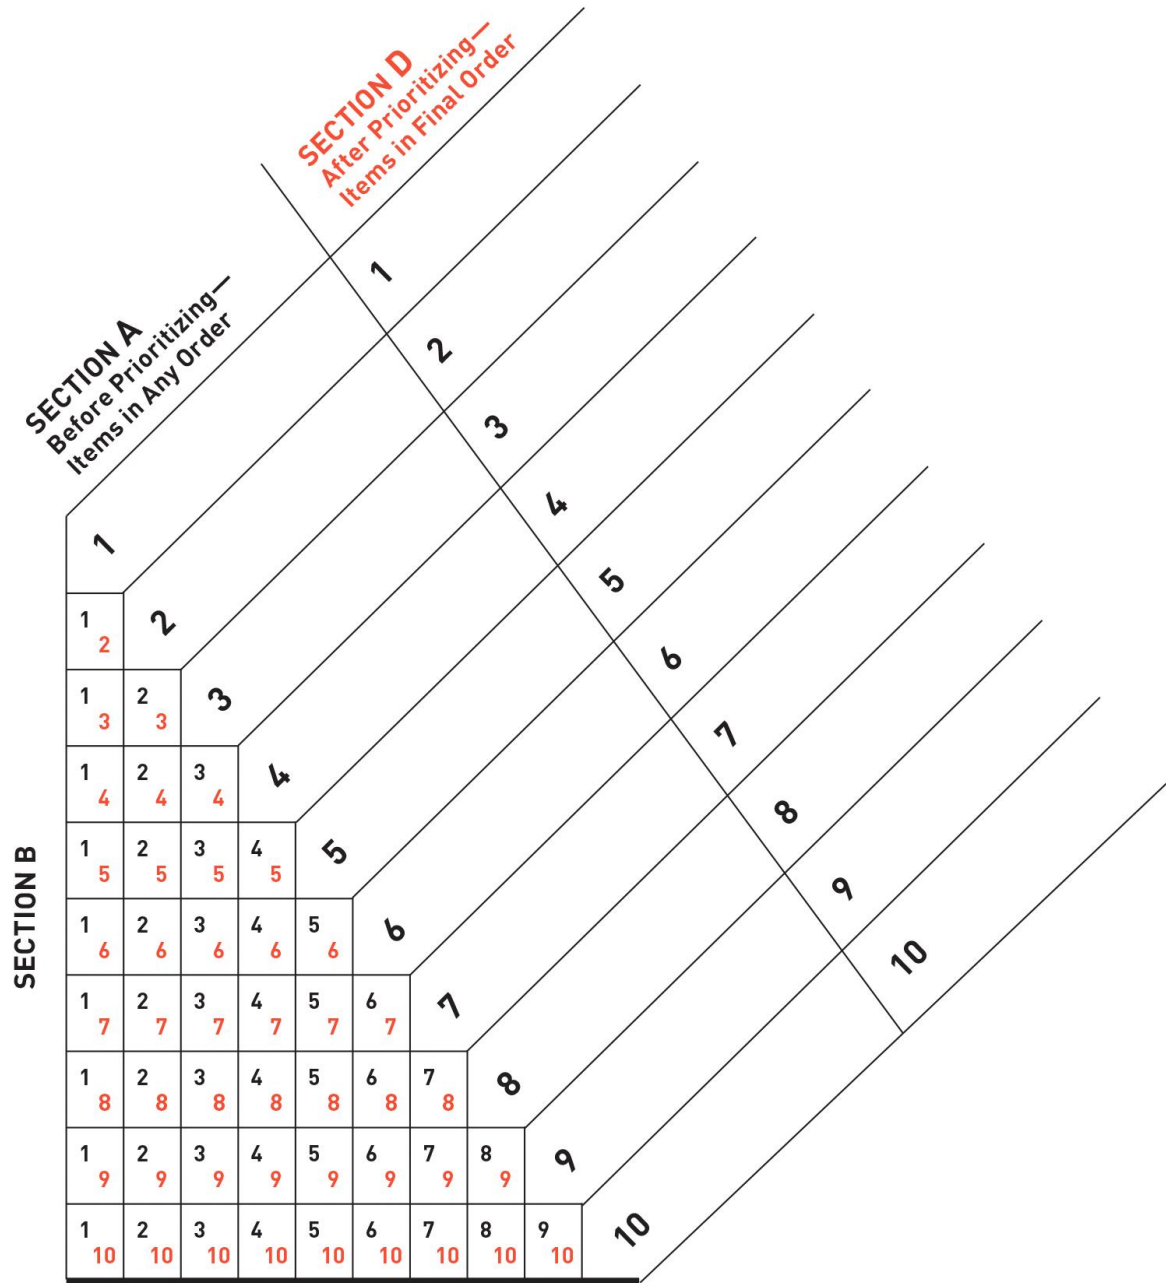 SECTION D
After Prioritizing—
Items in Final Order
SECTION A
Before Prioritizing—
Items in Any Order
1
2
3
4
5
6
7
8
9
10
SECTION B
1
1 2
2
1 3 2 3
3
1 4 2 4 3 4
4
1 5 2 5 3 5 4 5
5
1 6 2 6 3 6 4 6 5 6
6
1 7 2 7 3 7 4 7 5 7 6 7
7
1 8 2 8 3 8 4 8 5 8 6 8 7 8
8
1 9 2 9 3 9 4 9 5 9 6 9 7 9 8 9
9
1 10 2 10 3 10 4 10 5 10 6 10 7 10 8 10 9 10
10